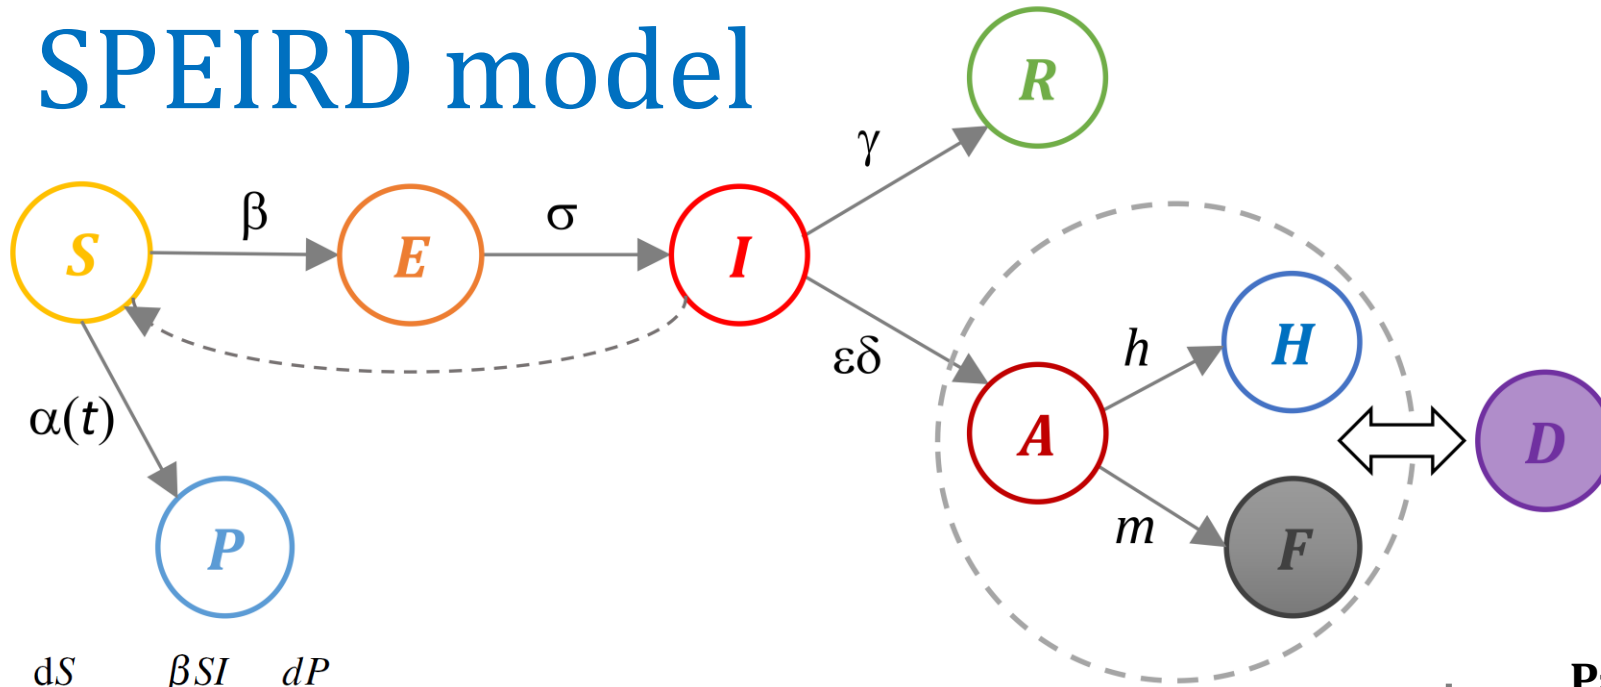 SPEIRD model
R
γ
β
σ
S
E
I
εδ
h
H
α(t)
A
D
m
P
F
dS βSI dP